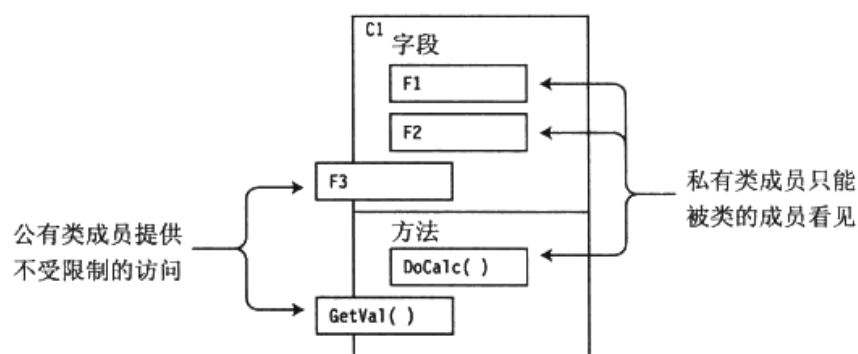 C1
字段
F1
F2
F3
私有类成员只能
被类的成员看见
公有类成员提供
不受限制的访问
方法
DoCalc( )
GetVal( )